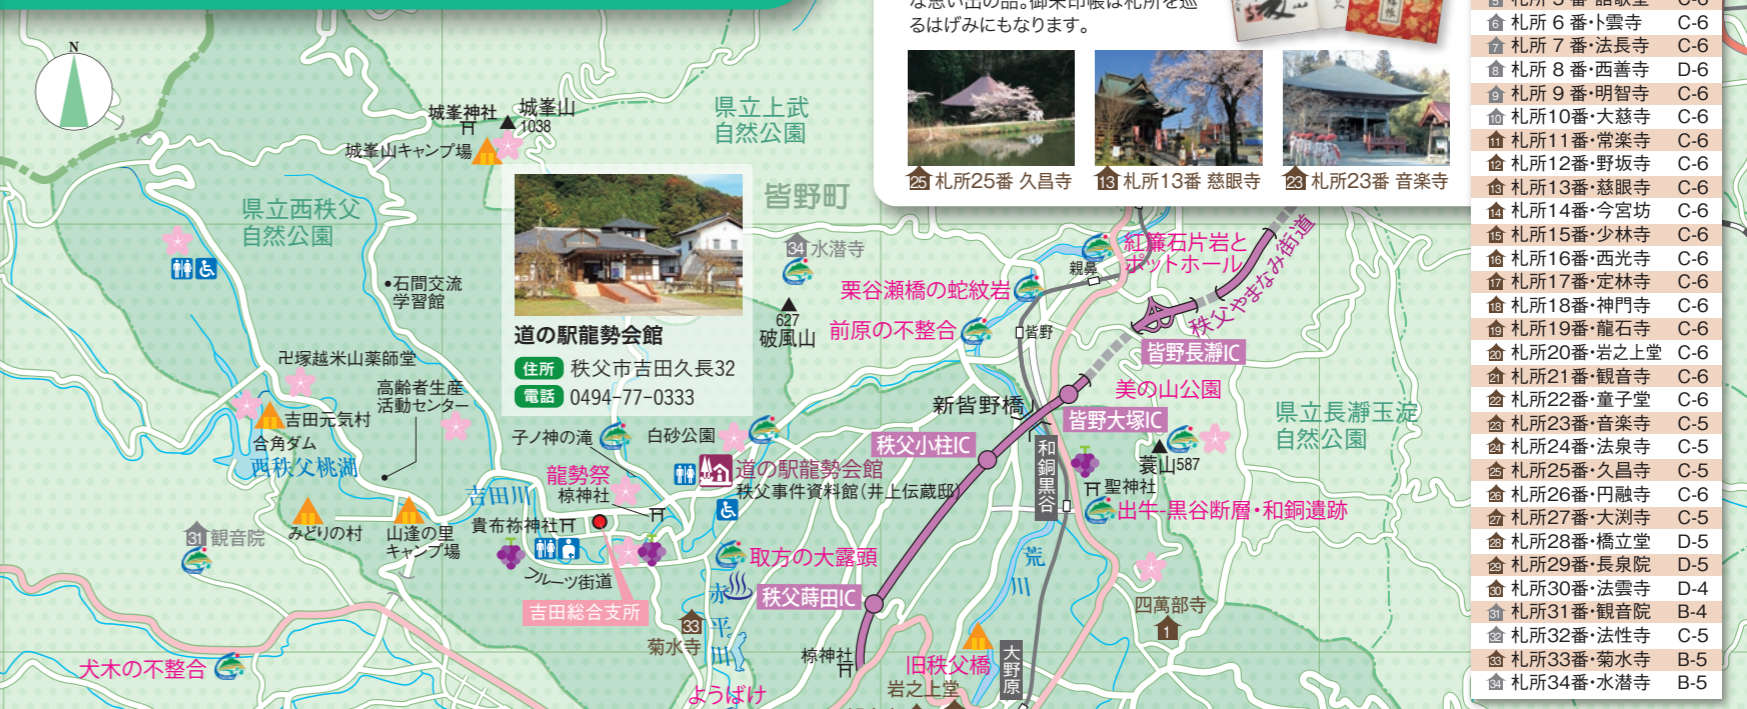 な思い出の品。御朱印帳は札所を巡
るはげみにもなります。
25 札所25番 久昌寺
13 札所13番 慈眼寺
23 札所23番 音楽寺
6 札所 6 番・卜雲寺 C-6
7 札所 7 番・法長寺 C-6
8 札所 8 番・西善寺 D-6
9 札所 9 番・明智寺 C-6
10 札所10番・大慈寺 C-6
11 札所11番・常楽寺 C-6
12 札所12番・野坂寺 C-6
13 札所13番・慈眼寺 C-6
14 札所14番・今宮坊 C-6
15 札所15番・少林寺 C-6
16 札所16番・西光寺 C-6
17 札所17番・定林寺 C-6
18 札所18番・神門寺 C-6
19 札所19番・龍石寺 C-6
20 札所20番・岩之上堂 C-6
21 札所21番・観音寺 C-6
22 札所22番・童子堂 C-6
23 札所23番・音楽寺 C-5
24 札所24番・法泉寺 C-5
25 札所25番・久昌寺 C-5
26 札所26番・円融寺 C-6
27 札所27番・大渕寺 C-5
28 札所28番・橋立堂 D-5
29 札所29番・長泉院 D-5
30 札所30番・法雲寺 D-4
31 札所31番・観音院 B-4
32 札所32番・法性寺 C-5
33 札所33番・菊水寺 B-5
34 札所34番・水潜寺 B-5
N
城峯神社
城峯山
1038
城峯山キャンプ場
県立上武
自然公園
県立西秩父
自然公園
皆野町
34 水潜寺
石間交流
学習館
627
破風山
道の駅龍勢会館
住所 秩父市吉田久長32
電話 0494-77-0333
紅簾石片岩と
ポットホール
親鼻
栗谷瀬橋の蛇紋岩
前原の不整合
皆野
秩父やまなみ街道
皆野長瀞IC
美の山公園
新皆野橋
皆野大塚IC
秩父小柱IC
県立長瀞玉淀
自然公園
卍塚越米山薬師堂
高齢者生産
活動センター
吉田元気村
合角ダム
西秩父桃湖
子ノ神の滝
白砂公園
和銅黒谷
蓑山587
聖神社
出牛-黒谷断層・和銅遺跡
龍勢祭
椋神社
道の駅龍勢会館
秩父事件資料館(井上伝蔵邸)
吉田川
貴布祢神社
31 観音院
みどりの村
山逢の里
キャンプ場
フルーツ街道
取方の大露頭
秩父蒔田IC
吉田総合支所
赤平川
荒川
33
菊水寺
四萬部寺
1
椋神社
旧秩父橋
大野原
岩之上堂
犬木の不整合
ようばけ